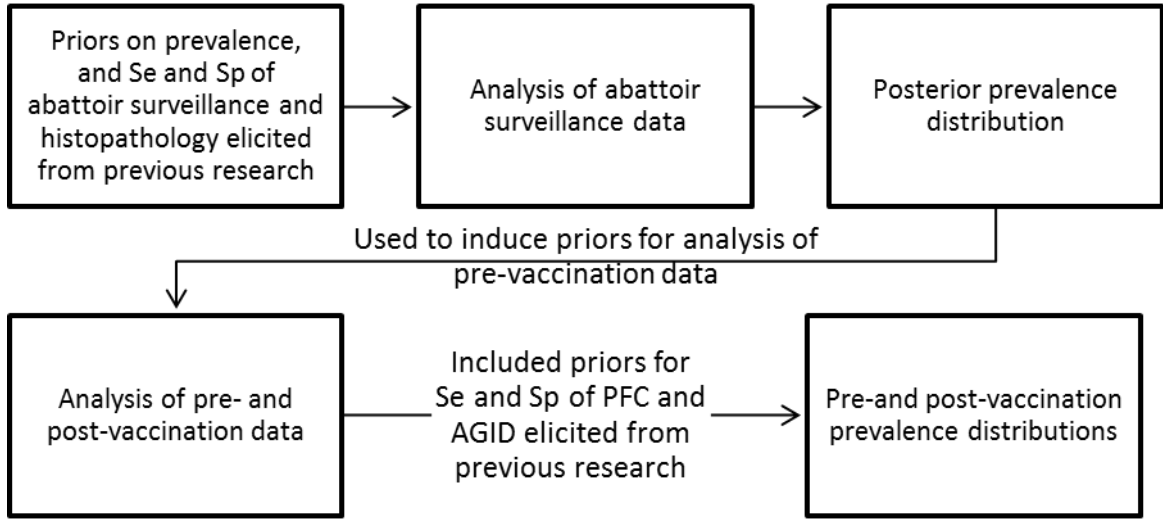 Priors on prevalence,
and Se and Sp of
abattoir surveillance and
histopathology elicited
from previous research
Analysis of abattoir
surveillance data
Posterior prevalence
distribution
Used to induce priors for analysis of
pre-vaccination data
Analysis of pre- and
post-vaccination data
Included priors for
Se and Sp of PFC and
AGID elicited from
previous research
Pre-and post-vaccination
prevalence distributions